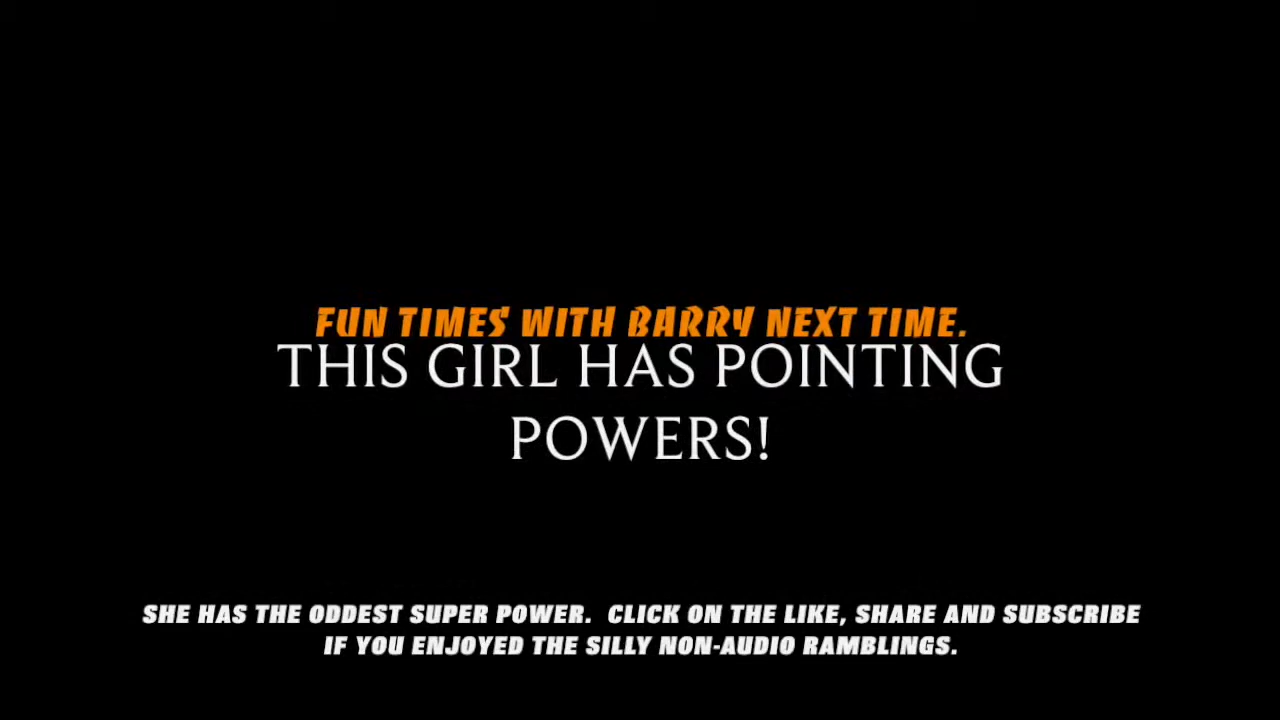 FUN TIMES WITH BARRY NEXT TIME.
THIS GIRL HAS POINTING
POWERS!
SHE HAS THE ODDEST SUPER POWER.  CLICK ON THE LIKE, SHARE AND SUBSCRIBE
IF YOU ENJOYED THE SILLY NON-AUDIO RAMBLINGS.